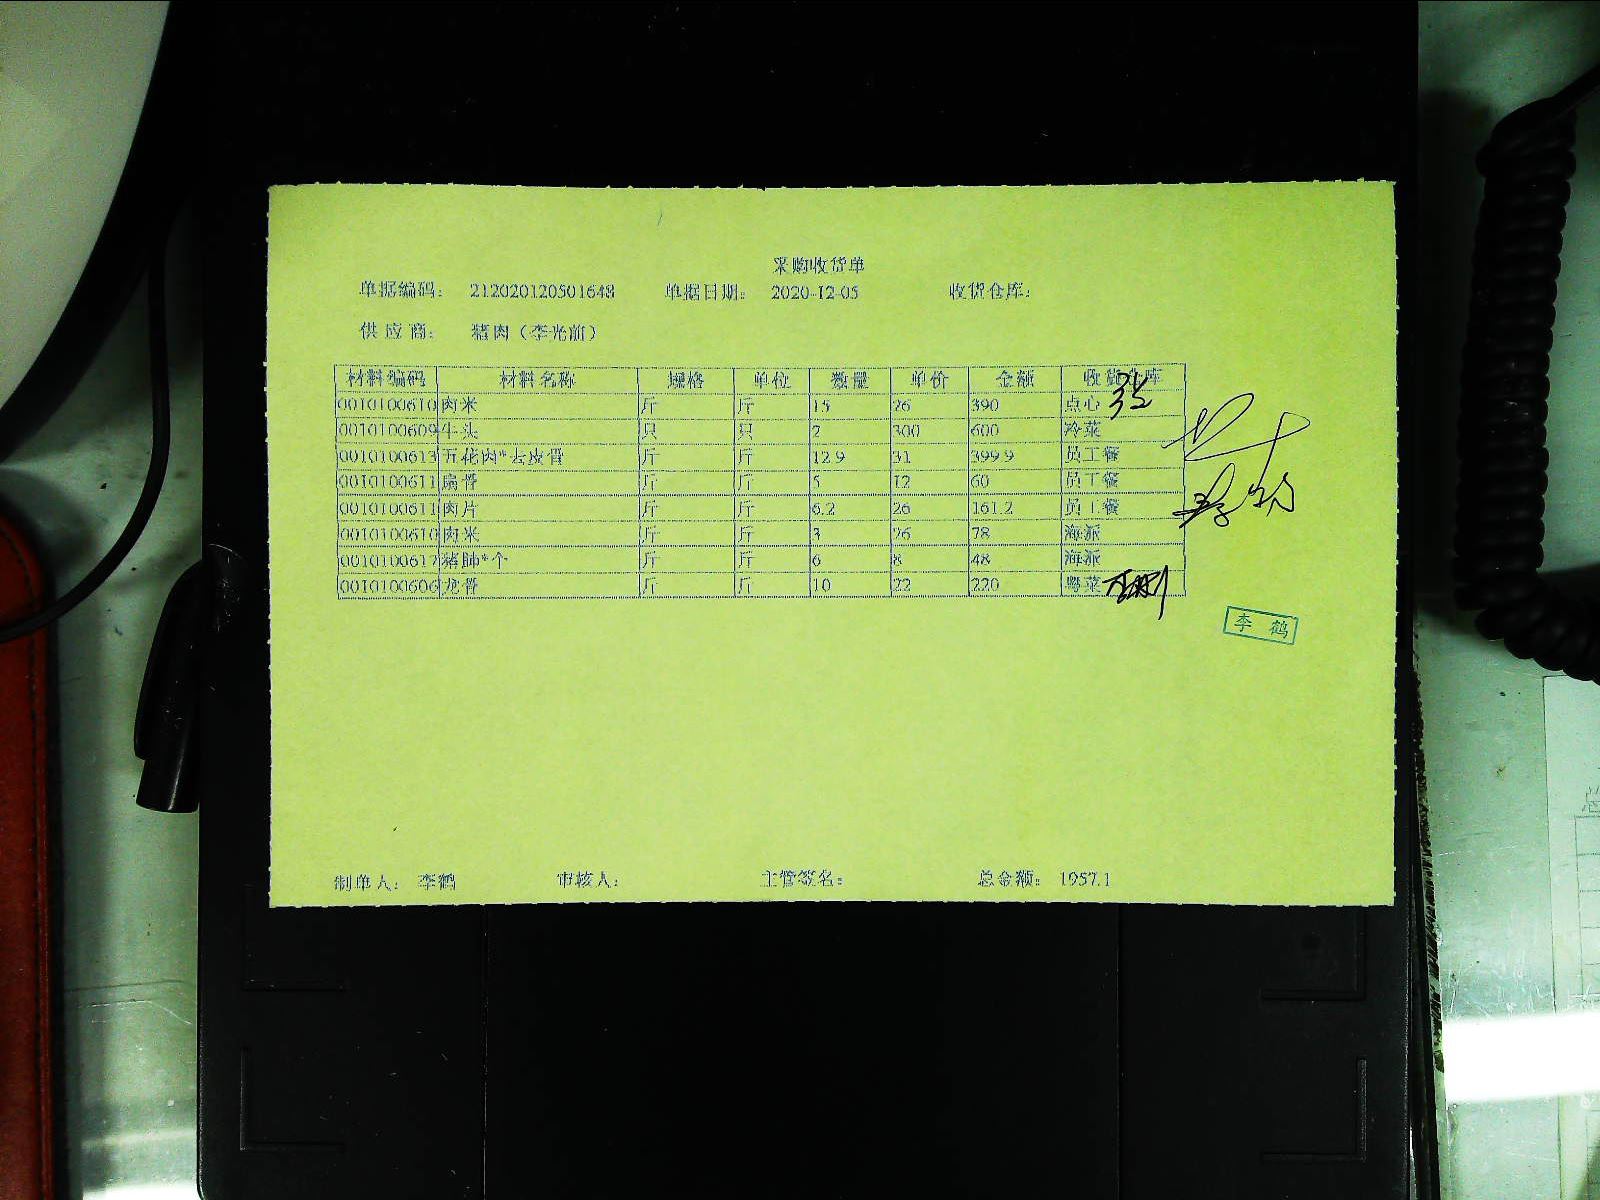 采购收货单
单据编码： 212020120501648 单据日期： 2020-12-05 收货仓库：
供应商： 猪肉（李光前）
材料编码 材料名称 规格 单位 数量 单价 金额 收货仓库
0010100610 肉米 斤 斤 15 26 390 点心
0010100609 牛头 只 只 2 300 600 冷菜
0010100613 五花肉*去皮骨 斤 斤 12.9 31 399.9 员工餐
0010100611 扇骨 斤 斤 5 12 60 员工餐
0010100611 肉片 斤 斤 6.2 26 161.2 员工餐
0010100610 肉米 斤 斤 3 26 78 海派
0010100617 猪肺*个 斤 斤 6 8 48 海派
0010100606 龙骨 斤 斤 10 22 220 粤菜
李鹤
制单人： 李鹤 审核人： 主管签名： 总金额： 1957.1